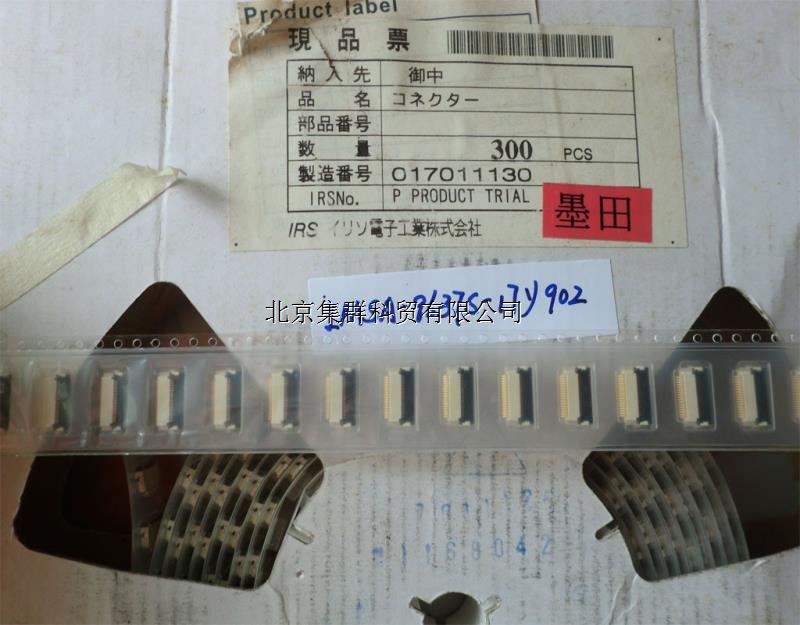 Product label
現品票
納入先 御中
品名 コネクター
部品番号
数量 300 PCS
製造番号 017011130
IRSNo. P PRODUCT TRIAL
墨田
IRS イリソ電子工業株式会社
北京集群科贸有限公司